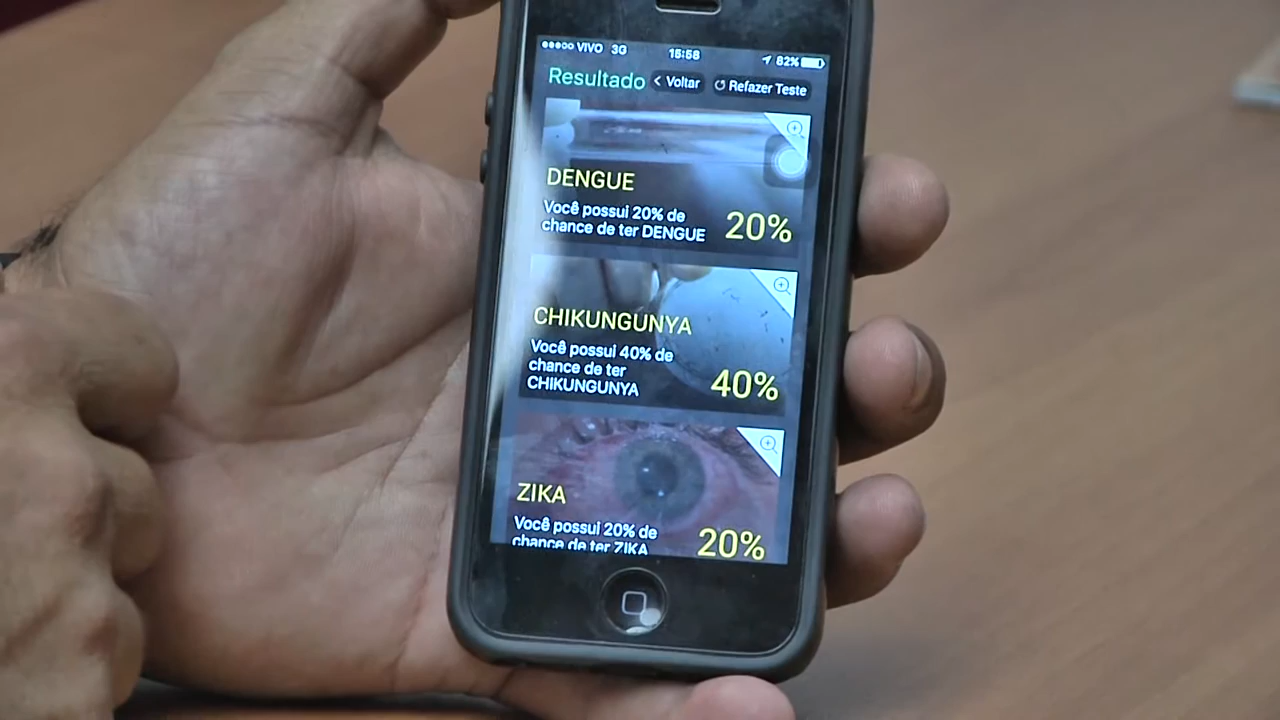 VIVO 3G 15:58 82%
Resultado < Voltar Refazer Teste
DENGUE
Você possui 20% de
chance de ter DENGUE
20%
CHIKUNGUNYA
Você possui 40% de
chance de ter
CHIKUNGUNYA
40%
ZIKA
Você possui 20% de
chance de ter ZIKA
20%